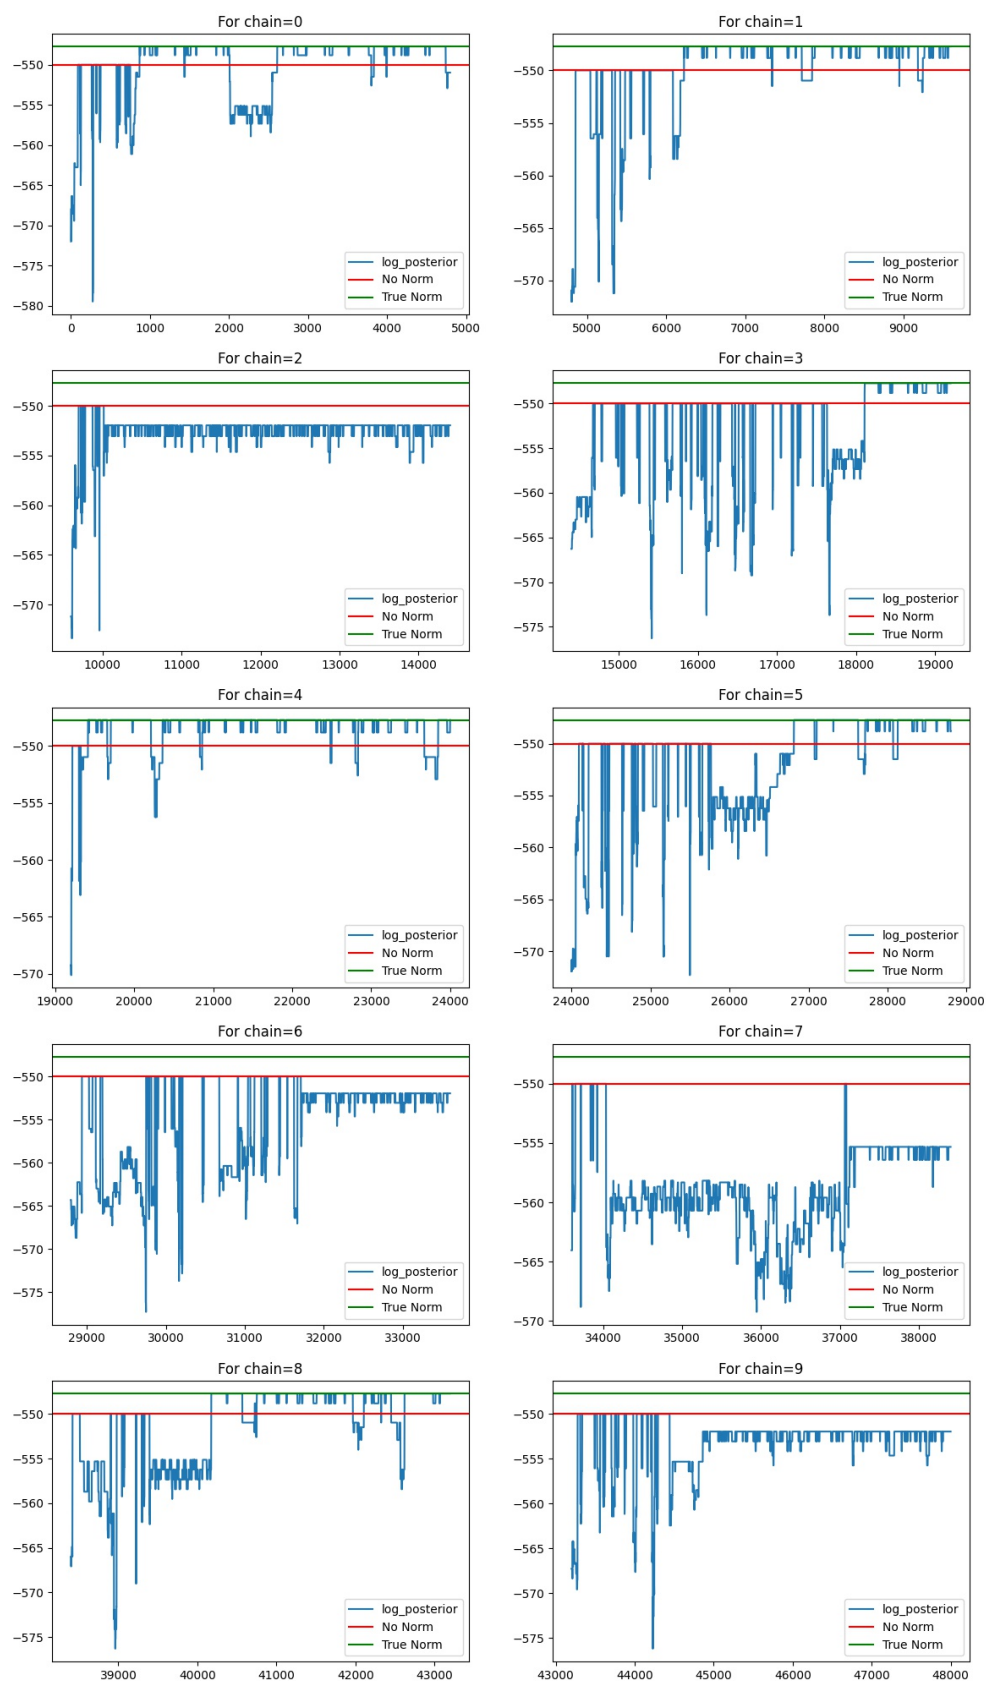 For chain=0
−550
−555
−560
−565
−570
−575
−580
0 1000 2000 3000 4000 5000
log_posterior
No Norm
True Norm
For chain=1
−550
−555
−560
−565
−570
5000 6000 7000 8000 9000
log_posterior
No Norm
True Norm
For chain=2
−550
−555
−560
−565
−570
10000 11000 12000 13000 14000
log_posterior
No Norm
True Norm
For chain=3
−550
−555
−560
−565
−570
−575
15000 16000 17000 18000 19000
log_posterior
No Norm
True Norm
For chain=4
−550
−555
−560
−565
−570
19000 20000 21000 22000 23000 24000
log_posterior
No Norm
True Norm
For chain=5
−550
−555
−560
−565
−570
24000 25000 26000 27000 28000 29000
log_posterior
No Norm
True Norm
For chain=6
−550
−555
−560
−565
−570
−575
29000 30000 31000 32000 33000
log_posterior
No Norm
True Norm
For chain=7
−550
−555
−560
−565
−570
34000 35000 36000 37000 38000
log_posterior
No Norm
True Norm
For chain=8
−550
−555
−560
−565
−570
−575
39000 40000 41000 42000 43000
log_posterior
No Norm
True Norm
For chain=9
−550
−555
−560
−565
−570
−575
43000 44000 45000 46000 47000 48000
log_posterior
No Norm
True Norm